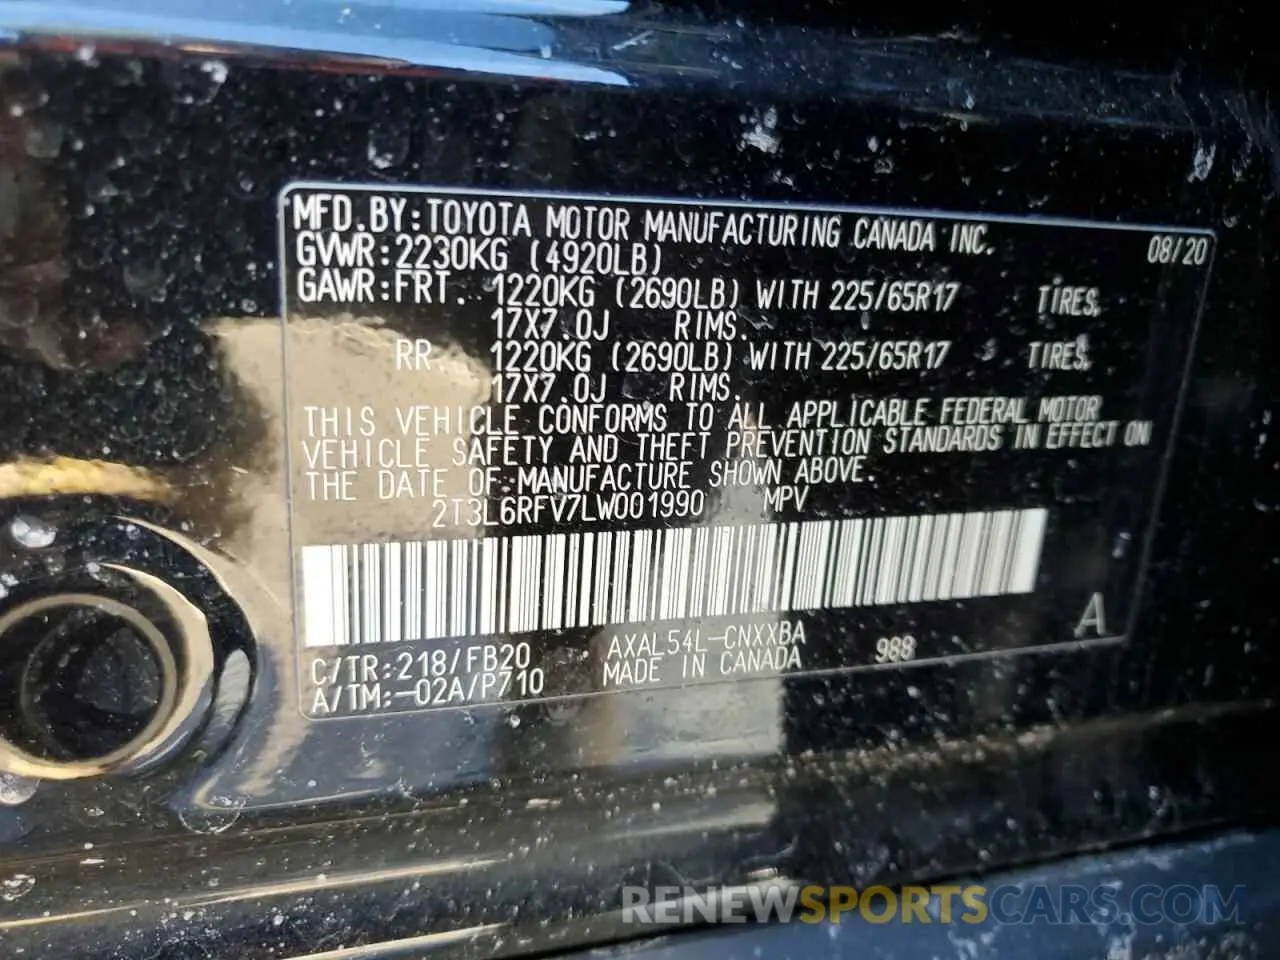 MFD.BY:TOYOTA MOTOR MANUFACTURING CANADA INC. 08/20
GVWR:2230KG (4920LB)
GAWR:FRT. 1220KG (2690LB) WITH 225/65R17 TIRES,
17X7.0J RIMS.
RR. 1220KG (2690LB) WITH 225/65R17 TIRES,
17X7.0J RIMS.
THIS VEHICLE CONFORMS TO ALL APPLICABLE FEDERAL MOTOR
VEHICLE SAFETY AND THEFT PREVENTION STANDARDS IN EFFECT ON
THE DATE OF MANUFACTURE SHOWN ABOVE.
2T3L6RFV7LW001990 MPV
A
C/TR:218/FB20 AXAL54L-CNXXBA 988
A/TM:-02A/P710 MADE IN CANADA
RENEWSPORTSCARS.COM